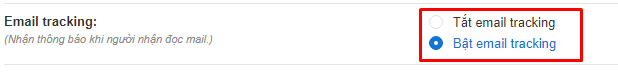 Email tracking:
(Nhận thông báo khi người nhận đọc mail.)
Tắt email tracking
Bật email tracking